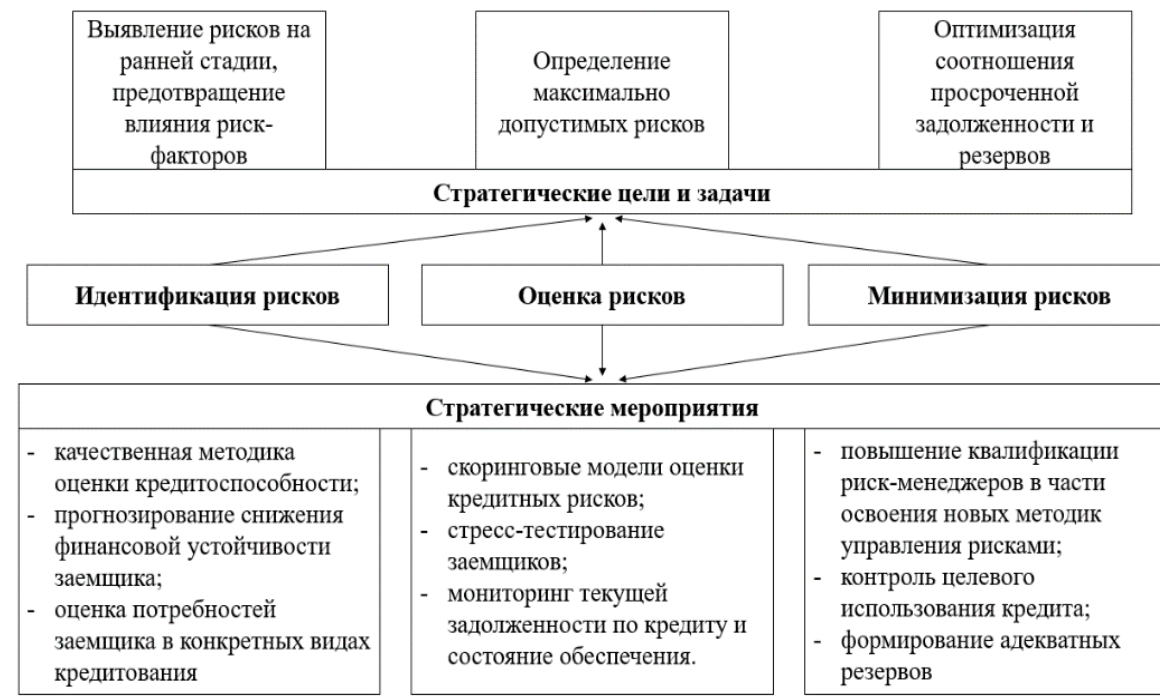 Выявление рисков на
ранней стадии,
предотвращение
влияния риск-
факторов
Определение
максимально
допустимых рисков
Оптимизация
соотношения
просроченной
задолженности и
резервов
Стратегические цели и задачи
Идентификация рисков
Оценка рисков
Минимизация рисков
Стратегические мероприятия
- качественная методика
оценки кредитоспособности;
- прогнозирование снижения
финансовой устойчивости
заемщика;
- оценка потребностей
заемщика в конкретных видах
кредитования
- скоринговые модели оценки
кредитных рисков;
- стресс-тестирование
заемщиков;
- мониторинг текущей
задолженности по кредиту и
состояние обеспечения.
- повышение квалификации
риск-менеджеров в части
освоения новых методик
управления рисками;
- контроль целевого
использования кредита;
- формирование адекватных
резервов